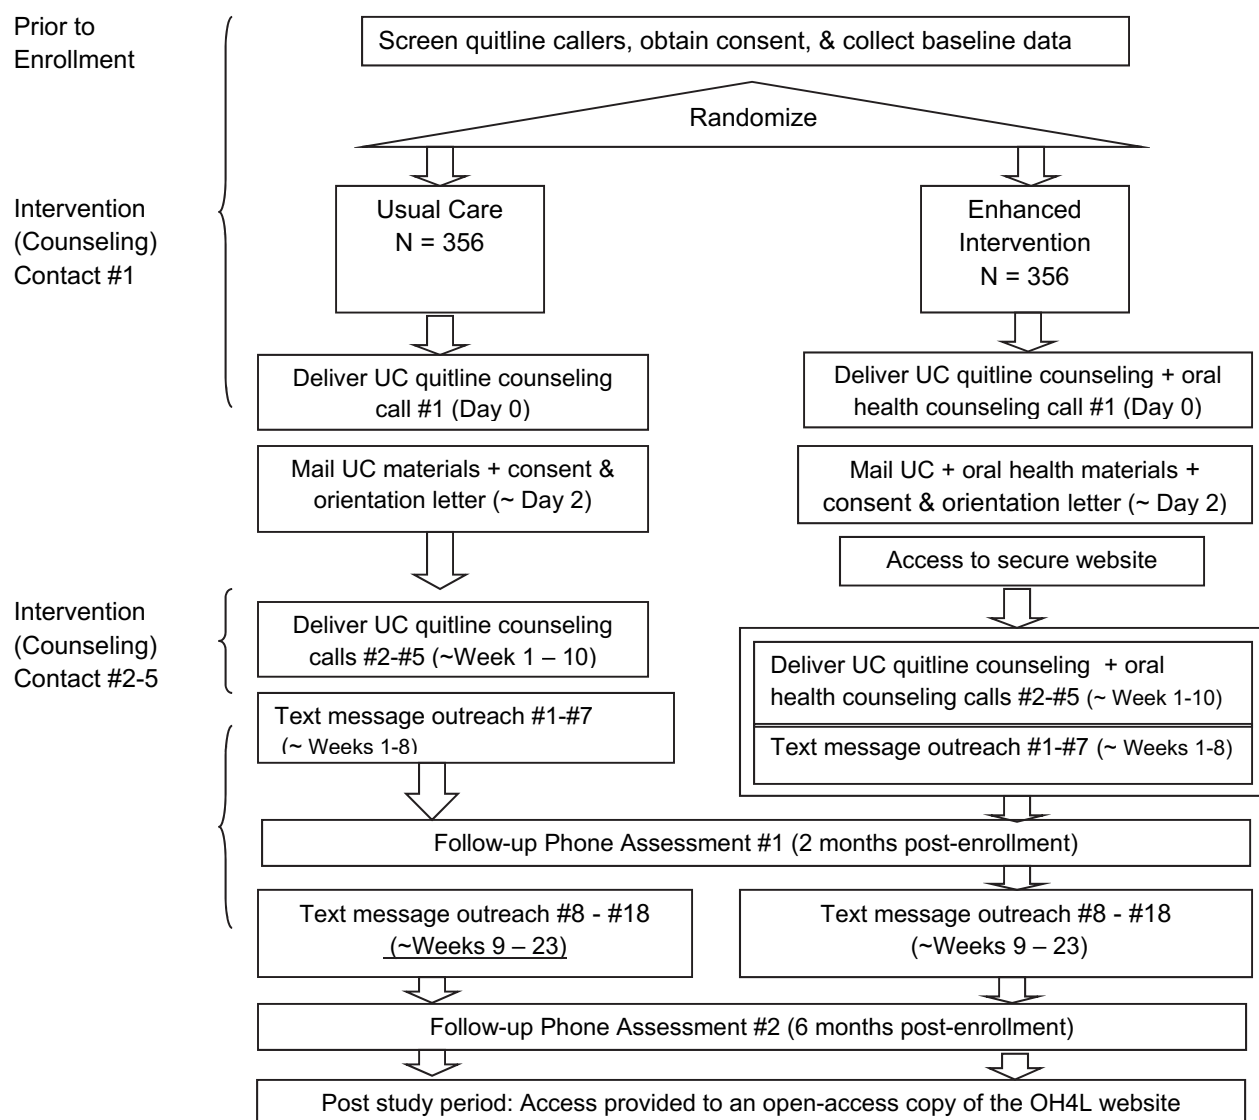 Prior to
Enrollment
Screen quitline callers, obtain consent, & collect baseline data
Randomize
Intervention
(Counseling)
Contact #1
Usual Care
N = 356
Enhanced
Intervention
N = 356
Deliver UC quitline counseling
call #1 (Day 0)
Deliver UC quitline counseling + oral
health counseling call #1 (Day 0)
Mail UC materials + consent &
orientation letter (~ Day 2)
Mail UC + oral health materials +
consent & orientation letter (~ Day 2)
Access to secure website
Intervention
(Counseling)
Contact #2-5
Deliver UC quitline counseling
calls #2-#5 (~Week 1 – 10)
Deliver UC quitline counseling + oral
health counseling calls #2-#5 (~ Week 1-10)
Text message outreach #1-#7
(~ Weeks 1-8)
Text message outreach #1-#7 (~ Weeks 1-8)
Follow-up Phone Assessment #1 (2 months post-enrollment)
Text message outreach #8 - #18
(~Weeks 9 – 23)
Text message outreach #8 - #18
(~Weeks 9 – 23)
Follow-up Phone Assessment #2 (6 months post-enrollment)
Post study period: Access provided to an open-access copy of the OH4L website